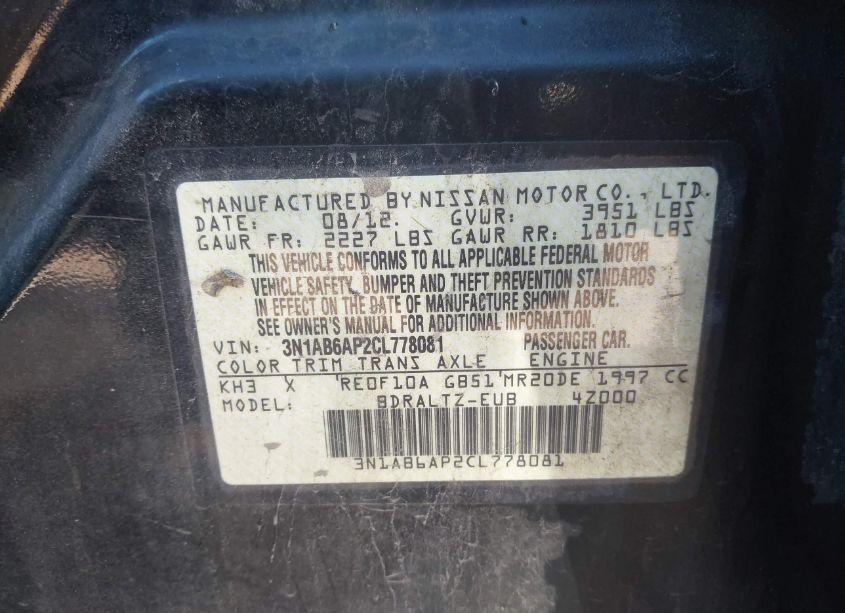 MANUFACTURED BY NISSAN MOTOR CO., LTD.
DATE: 08/12. GVWR: 3951 LBS
GAWR FR: 2227 LBS GAWR RR: 1810 LBS
THIS VEHICLE CONFORMS TO ALL APPLICABLE FEDERAL MOTOR
VEHICLE SAFETY, BUMPER AND THEFT PREVENTION STANDARDS
IN EFFECT ON THE DATE OF MANUFACTURE SHOWN ABOVE.
SEE OWNER'S MANUAL FOR ADDITIONAL INFORMATION.
VIN: 3N1AB6AP2CL778081 PASSENGER CAR.
COLOR TRIM TRANS AXLE ENGINE
KH3 X RE0F10A GB51 MR20DE 1997 CC
MODEL: BDRALTZ-EUB 4Z000
3N1AB6AP2CL778081